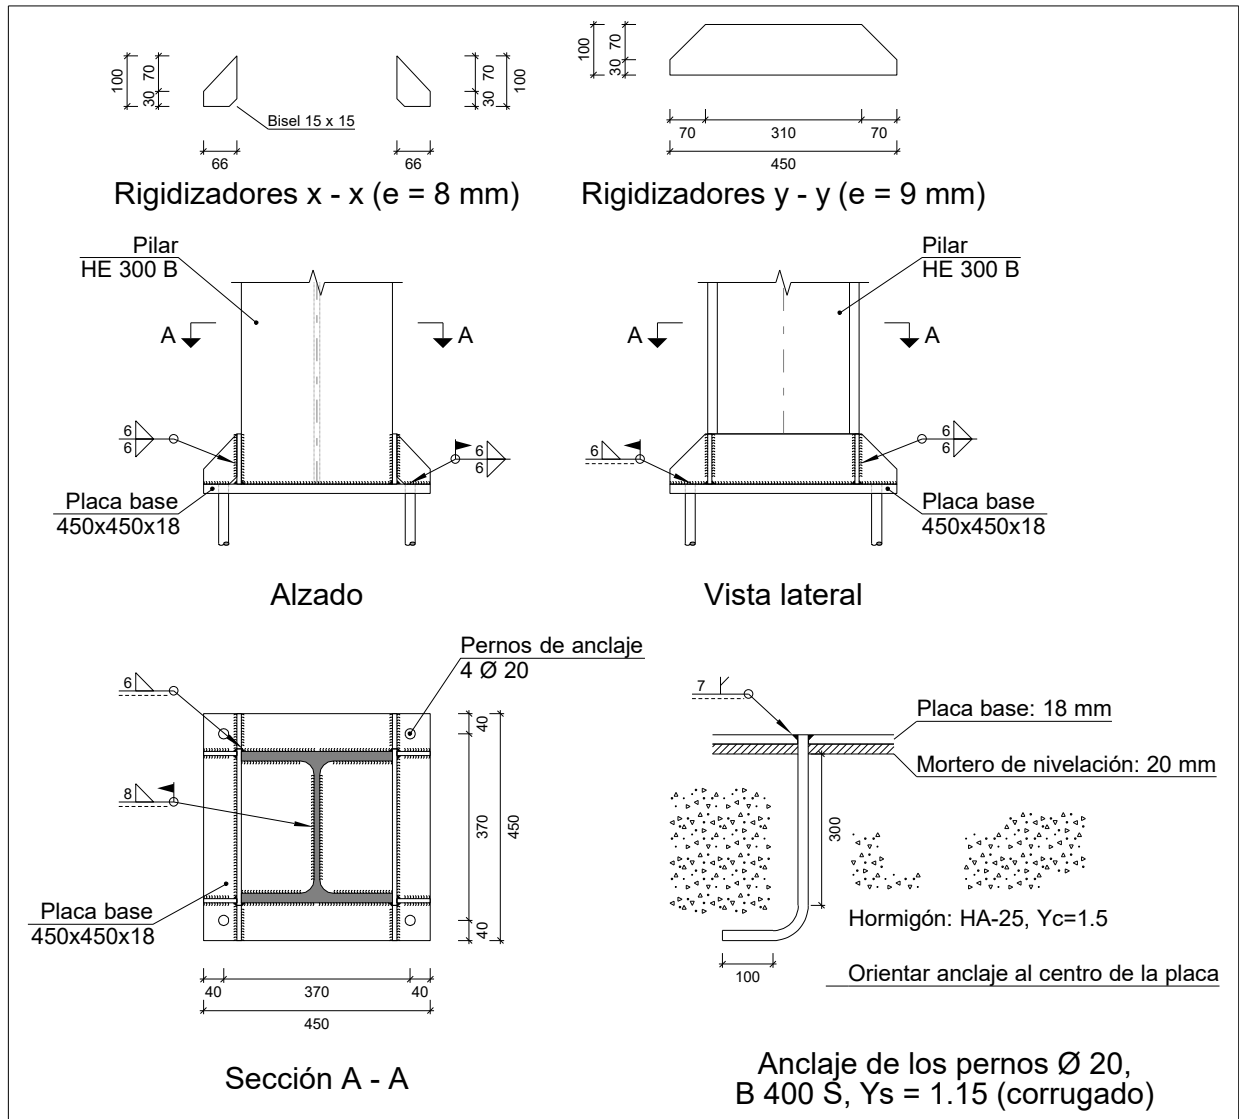 100
70
30
66
Bisel 15 x 15
66
70
30
100
Rigidizadores x - x (e = 8 mm)
100
70
30
70
310
70
450
Rigidizadores y - y (e = 9 mm)
Pilar
HE 300 B
A
A
6
6
6
6
Placa base
450x450x18
Alzado
Pilar
HE 300 B
A
A
6
6
6
Placa base
450x450x18
Vista lateral
Pernos de anclaje
4 Ø 20
6
8
Placa base
450x450x18
40
370
40
450
40
370
40
450
Sección A - A
7
Placa base: 18 mm
Mortero de nivelación: 20 mm
300
Hormigón: HA-25, Yc=1.5
100
Orientar anclaje al centro de la placa
Anclaje de los pernos Ø 20,
B 400 S, Ys = 1.15 (corrugado)